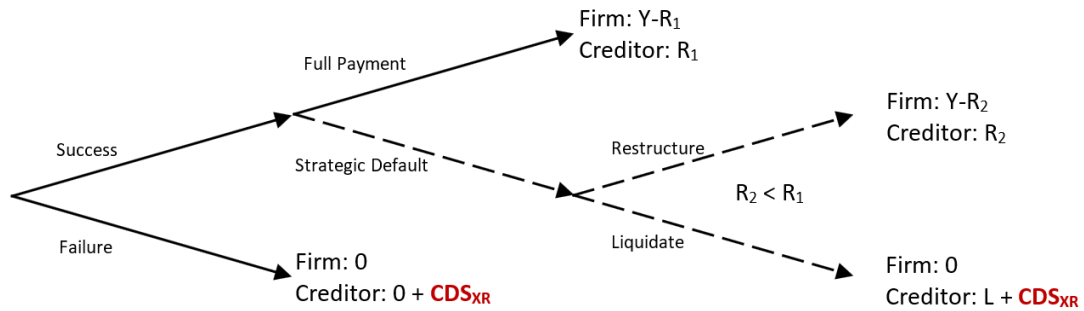 Firm: Y-R₁
Creditor: R₁
Full Payment
Firm: Y-R₂
Creditor: R₂
Success
Strategic Default
Restructure
R₂ < R₁
Failure
Liquidate
Firm: 0
Creditor: 0 + CDSXR
Firm: 0
Creditor: L + CDSXR